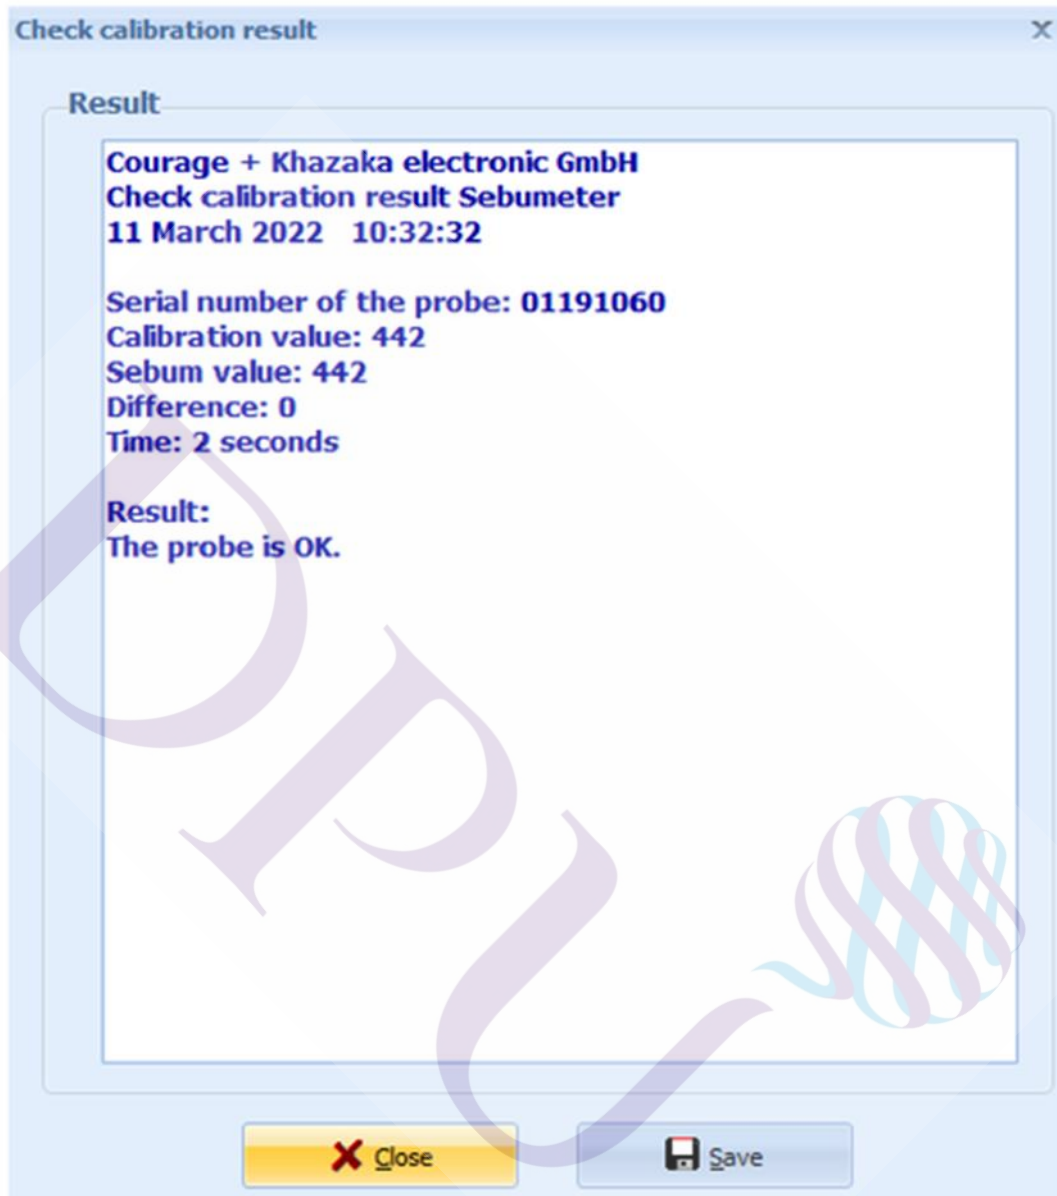 Check calibration result
Result
Courage + Khazaka electronic GmbH
Check calibration result Sebumeter
11 March 2022 10:32:32
Serial number of the probe: 01191060
Calibration value: 442
Sebum value: 442
Difference: 0
Time: 2 seconds
Result:
The probe is OK.
DPU
Close
Save